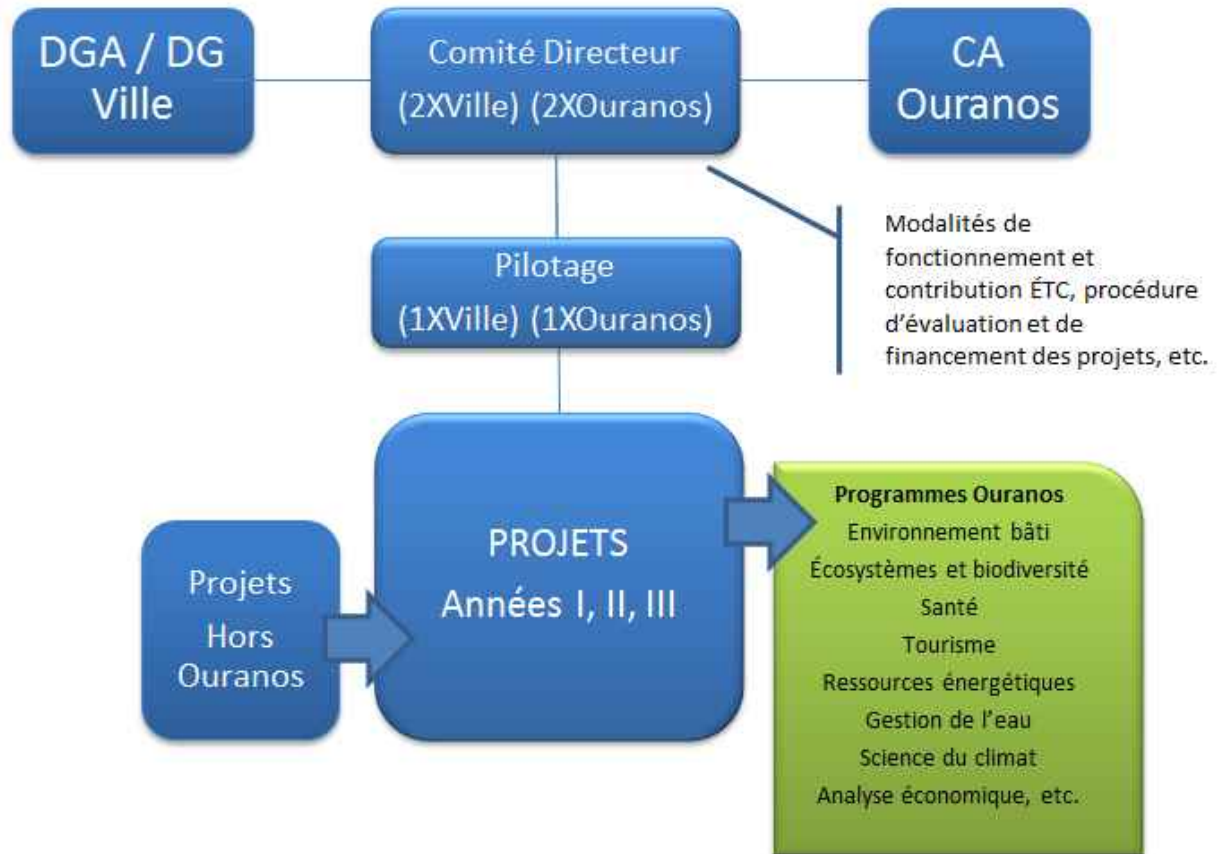 DGA / DG
Ville
Comité Directeur
(2XVille) (2XOuranos)
CA
Ouranos
Modalités de
fonctionnement et
contribution ÉTC, procédure
d'évaluation et de
financement des projets, etc.
Pilotage
(1XVille) (1XOuranos)
Projets
Hors
Ouranos
PROJETS
Années I, II, III
Programmes Ouranos
Environnement bâti
Écosystèmes et biodiversité
Santé
Tourisme
Ressources énergétiques
Gestion de l'eau
Science du climat
Analyse économique, etc.